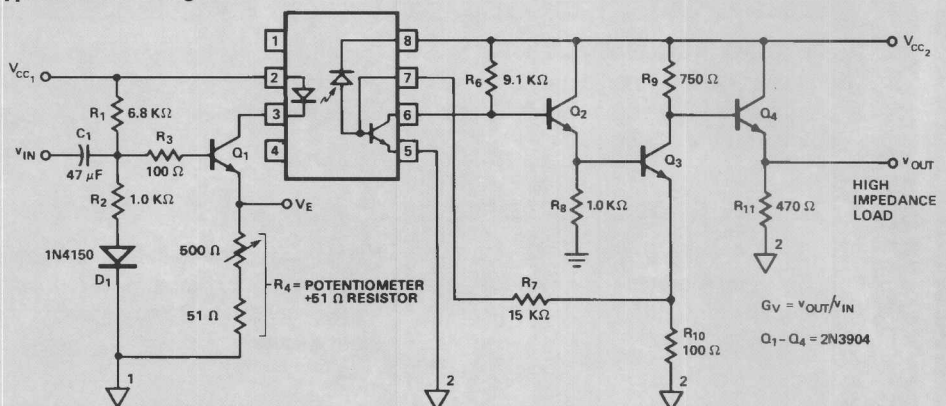 1
8
V_CC1
2
7
R6
9.1 KΩ
Q2
R9
750 Ω
Q4
V_CC2
R1
6.8 KΩ
3
6
v_IN
C1
47 μF
R3
100 Ω
Q1
4
5
Q3
v_OUT
R2
1.0 KΩ
V_E
R8
1.0 KΩ
R11
470 Ω
HIGH
IMPEDANCE
LOAD
1N4150
D1
500 Ω
R4 = POTENTIOMETER
+51 Ω RESISTOR
51 Ω
R7
15 KΩ
2
G_V = v_OUT/v_IN
R10
100 Ω
Q1 - Q4 = 2N3904
1
2
2